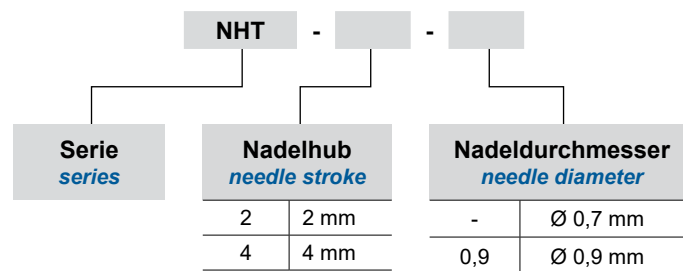 NHT - -
Serie Nadelhub Nadeldurchmesser
series needle stroke needle diameter
2 2 mm - Ø 0,7 mm
4 4 mm 0,9 Ø 0,9 mm